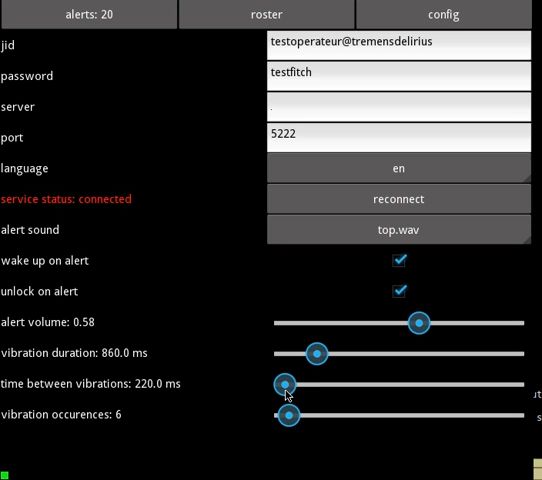 alerts: 20 roster config
jid testoperateur@tremensdelirius
password testfitch
server .
port 5222
language en
service status: connected reconnect
alert sound top.wav
wake up on alert
unlock on alert
alert volume: 0.58
vibration duration: 860.0 ms
time between vibrations: 220.0 ms
vibration occurences: 6